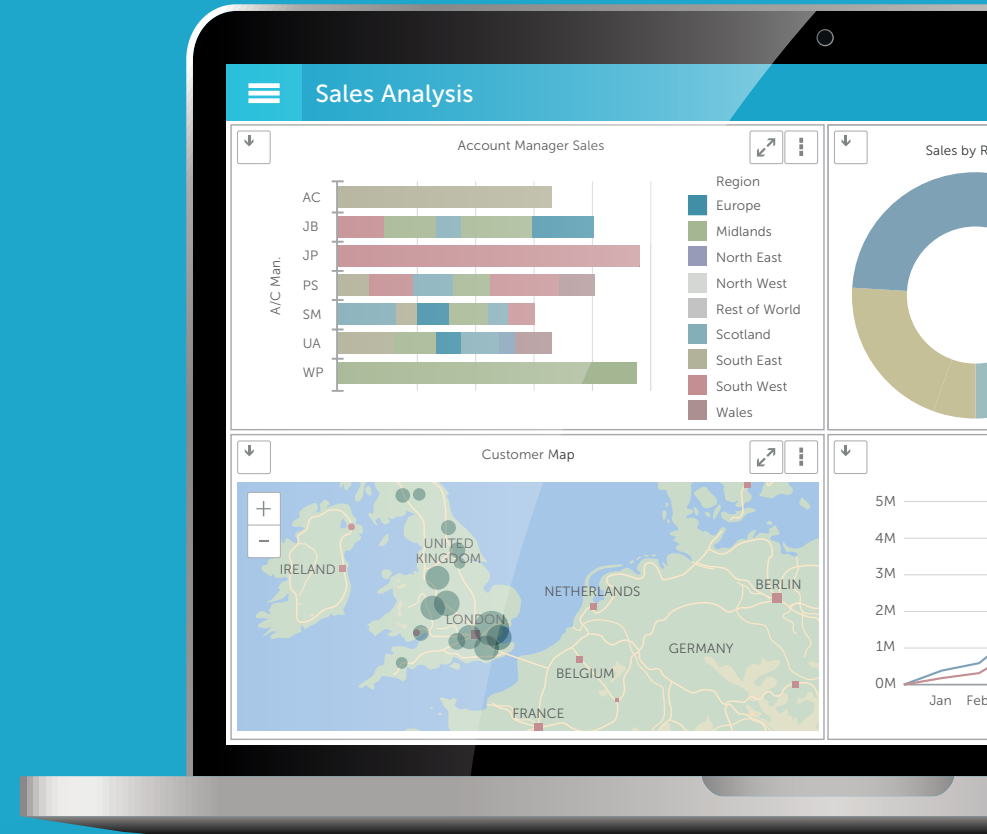 Sales Analysis
Account Manager Sales
A/C Man.
AC
JB
JP
PS
SM
UA
WP
Region
Europe
Midlands
North East
North West
Rest of World
Scotland
South East
South West
Wales
Sales by R
Customer Map
+
−
UNITED
KINGDOM
IRELAND
LONDON
NETHERLANDS
BERLIN
GERMANY
BELGIUM
FRANCE
5M
4M
3M
2M
1M
0M
Jan Feb